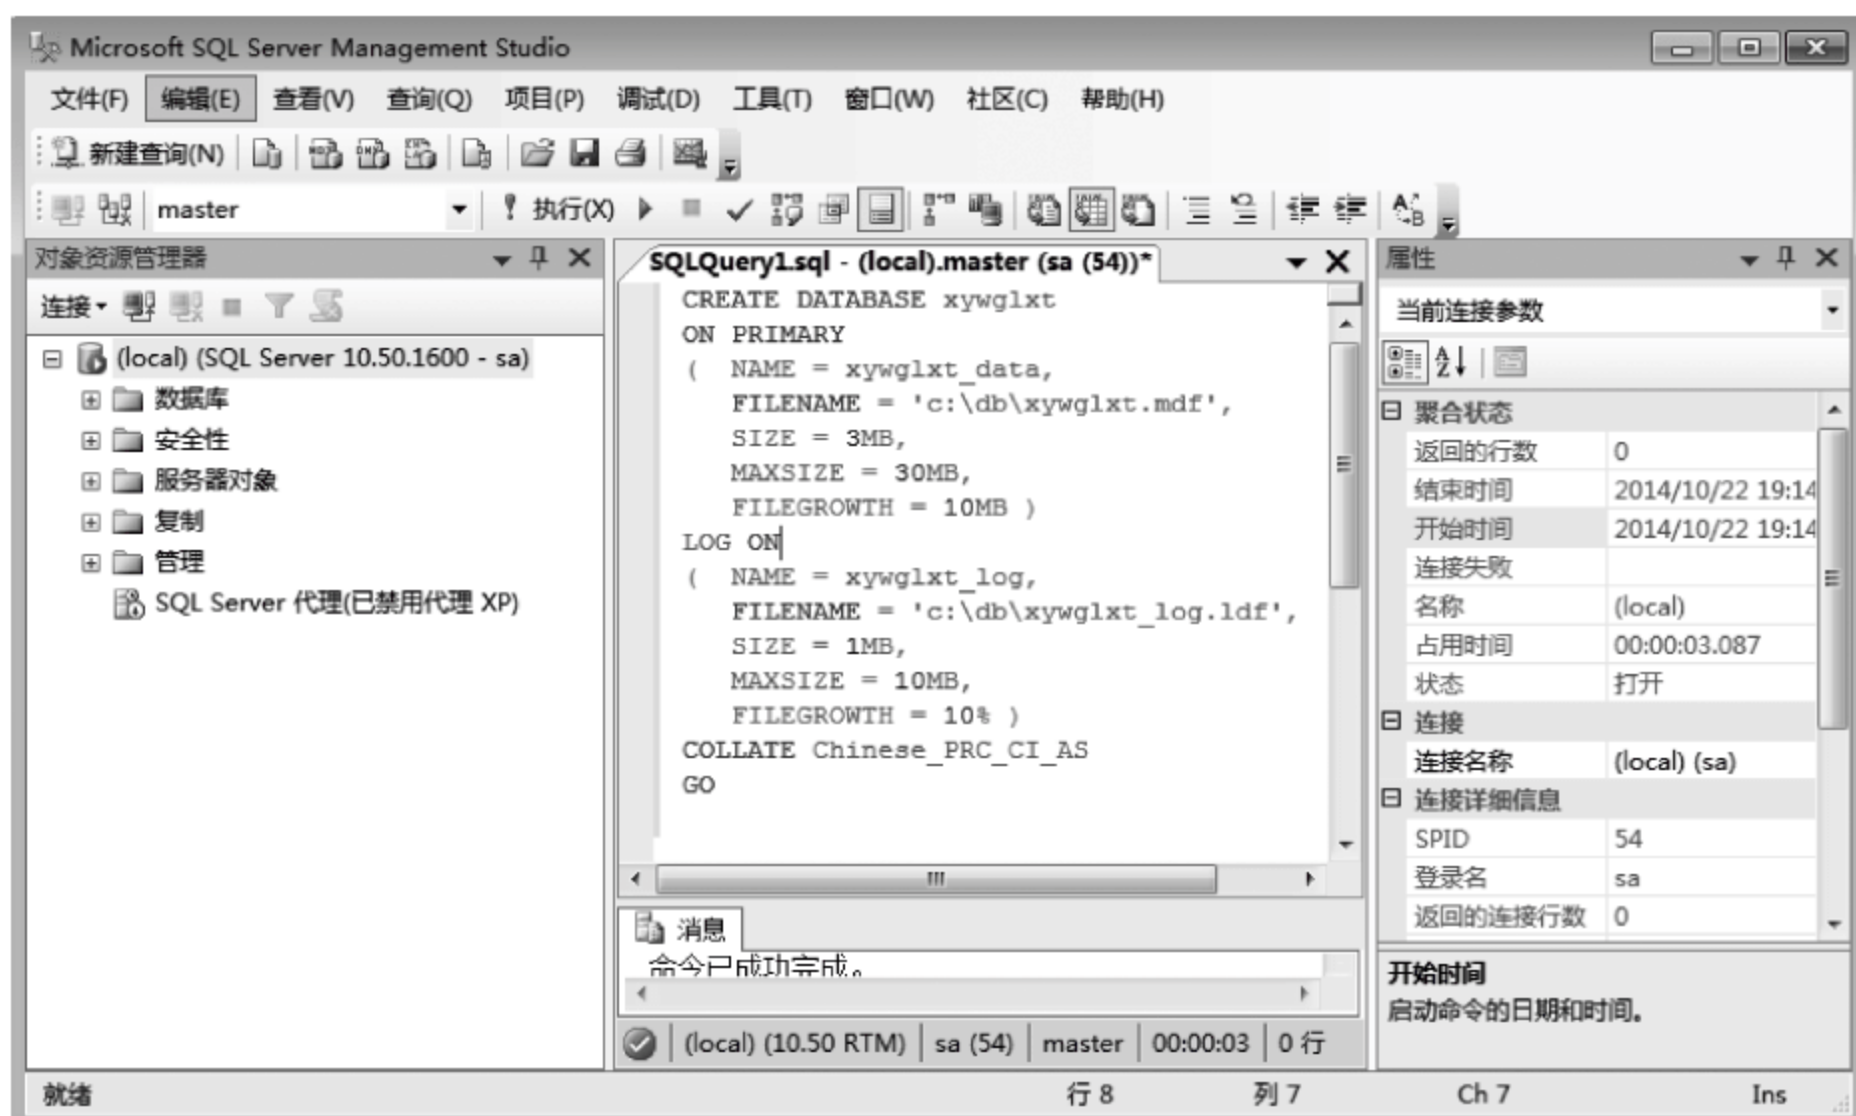 Microsoft SQL Server Management Studio
文件(F) 编辑(E) 查看(V) 查询(Q) 项目(P) 调试(D) 工具(T) 窗口(W) 社区(C) 帮助(H)
新建查询(N)
master 执行(X)
对象资源管理器
连接
(local) (SQL Server 10.50.1600 - sa)
数据库
安全性
服务器对象
复制
管理
SQL Server 代理(已禁用代理 XP)
SQLQuery1.sql - (local).master (sa (54))*
CREATE DATABASE xywglxt
ON PRIMARY
( NAME = xywglxt_data,
FILENAME = 'c:\db\xywglxt.mdf',
SIZE = 3MB,
MAXSIZE = 30MB,
FILEGROWTH = 10MB )
LOG ON
( NAME = xywglxt_log,
FILENAME = 'c:\db\xywglxt_log.ldf',
SIZE = 1MB,
MAXSIZE = 10MB,
FILEGROWTH = 10% )
COLLATE Chinese_PRC_CI_AS
GO
消息
命令已成功完成。
(local) (10.50 RTM) sa (54) master 00:00:03 0 行
属性
当前连接参数
聚合状态
返回的行数 0
结束时间 2014/10/22 19:14
开始时间 2014/10/22 19:14
连接失败
名称 (local)
占用时间 00:00:03.087
状态 打开
连接
连接名称 (local) (sa)
连接详细信息
SPID 54
登录名 sa
返回的连接行数 0
开始时间
启动命令的日期和时间。
就绪 行 8 列 7 Ch 7 Ins